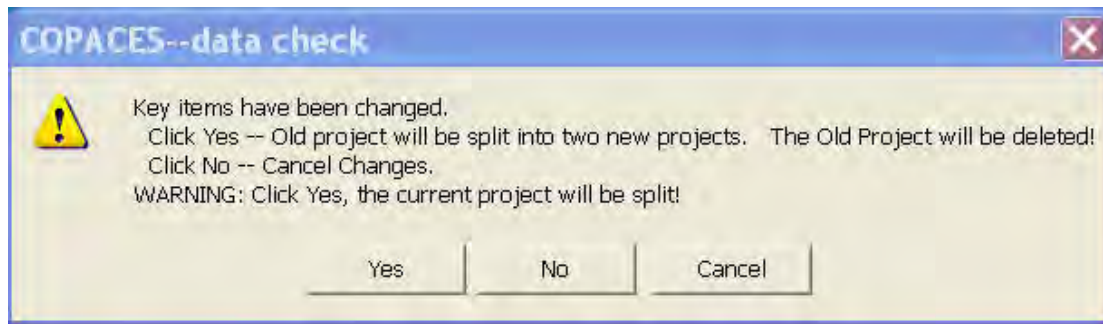 COPACES--data check
Key items have been changed.
Click Yes -- Old project will be split into two new projects. The Old Project will be deleted!
Click No -- Cancel Changes.
WARNING: Click Yes, the current project will be split!
Yes No Cancel